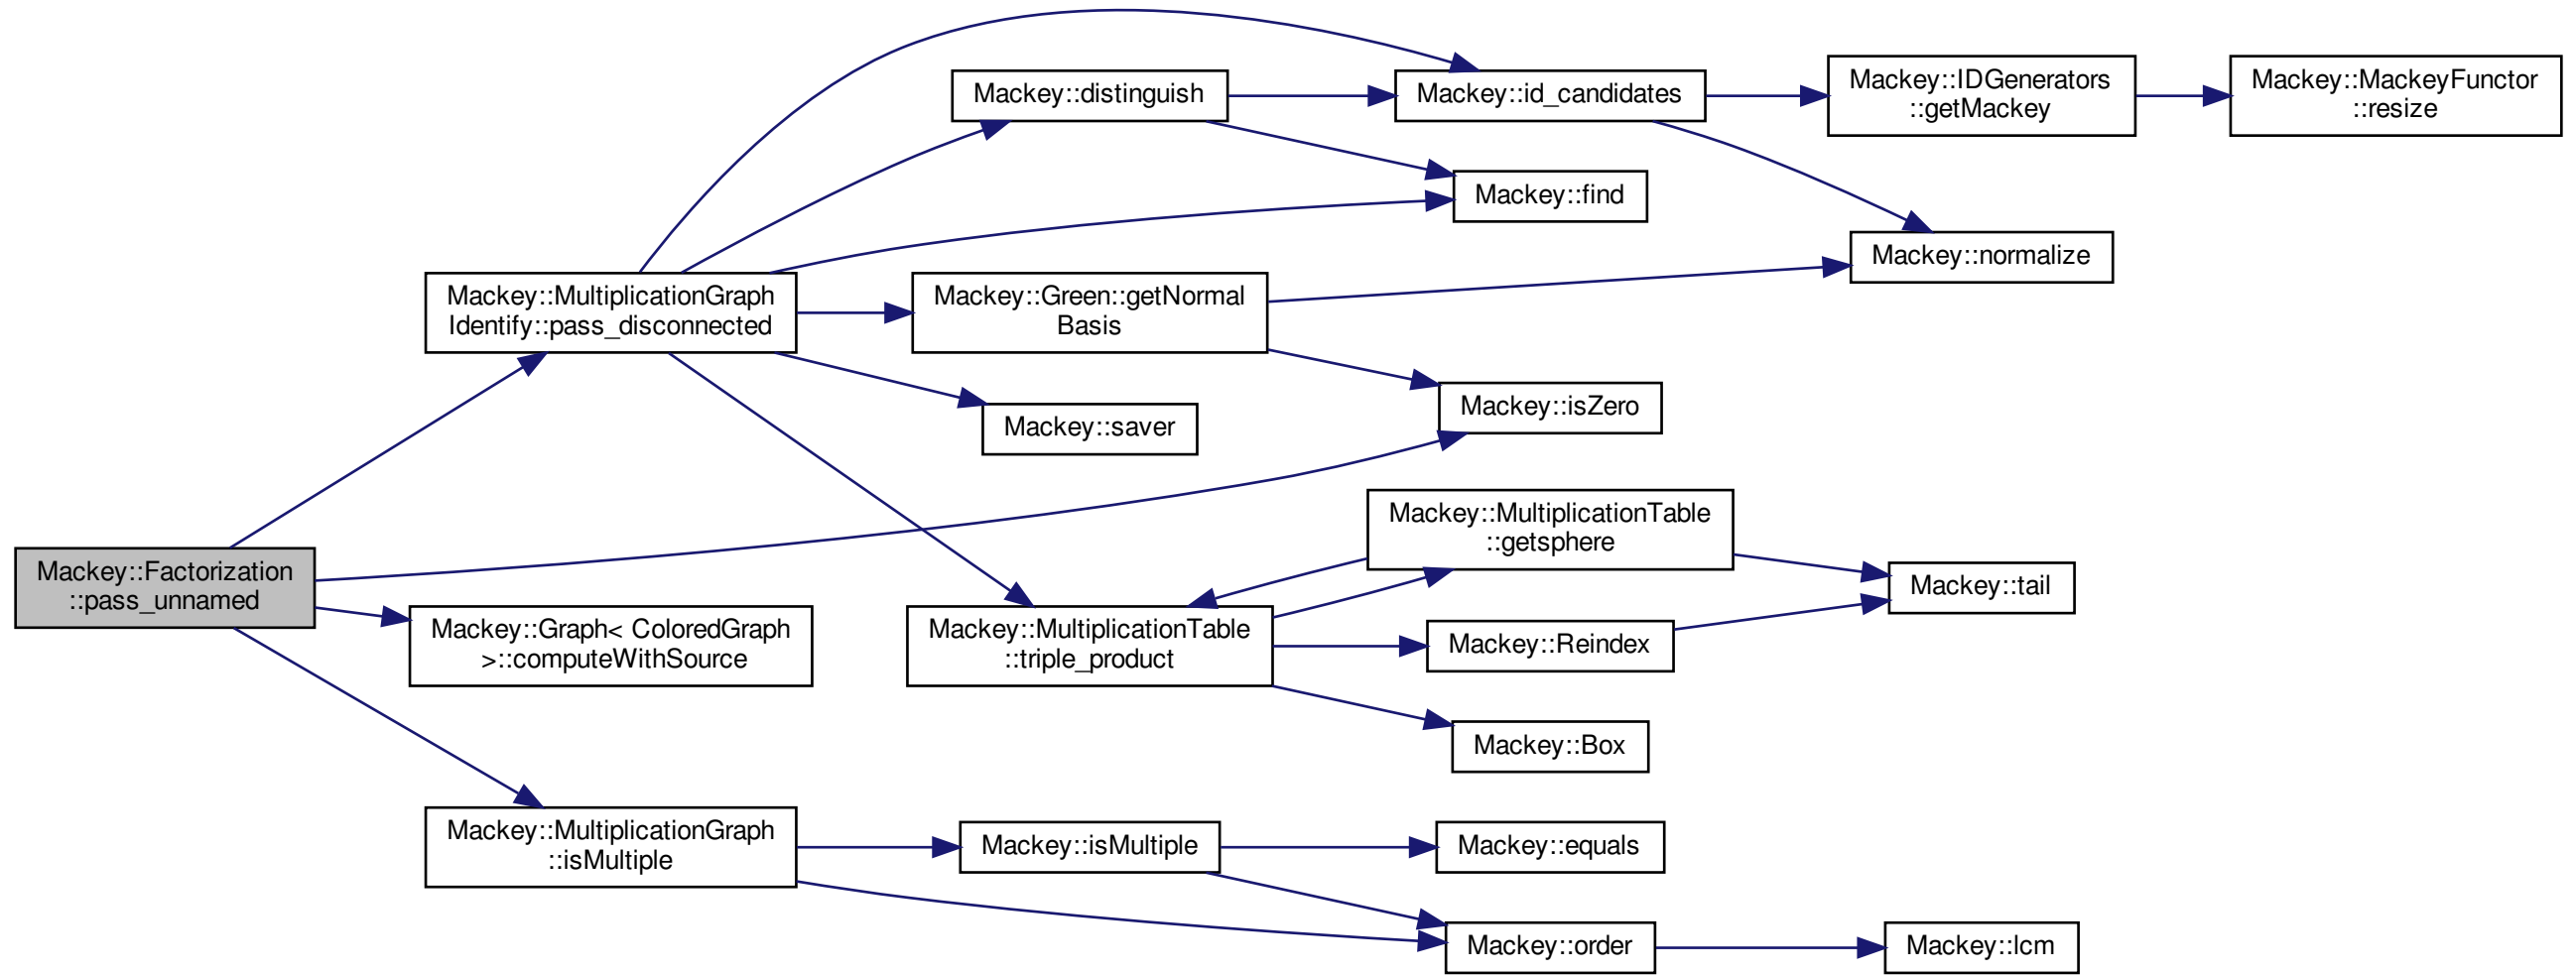 Mackey::Factorization
::pass_unnamed
Mackey::MultiplicationGraph
Identify::pass_disconnected
Mackey::Graph< ColoredGraph
>::computeWithSource
Mackey::MultiplicationGraph
::isMultiple
Mackey::distinguish
Mackey::Green::getNormal
Basis
Mackey::saver
Mackey::MultiplicationTable
::triple_product
Mackey::isMultiple
Mackey::id_candidates
Mackey::find
Mackey::isZero
Mackey::MultiplicationTable
::getsphere
Mackey::Reindex
Mackey::Box
Mackey::equals
Mackey::order
Mackey::IDGenerators
::getMackey
Mackey::normalize
Mackey::tail
Mackey::lcm
Mackey::MackeyFunctor
::resize